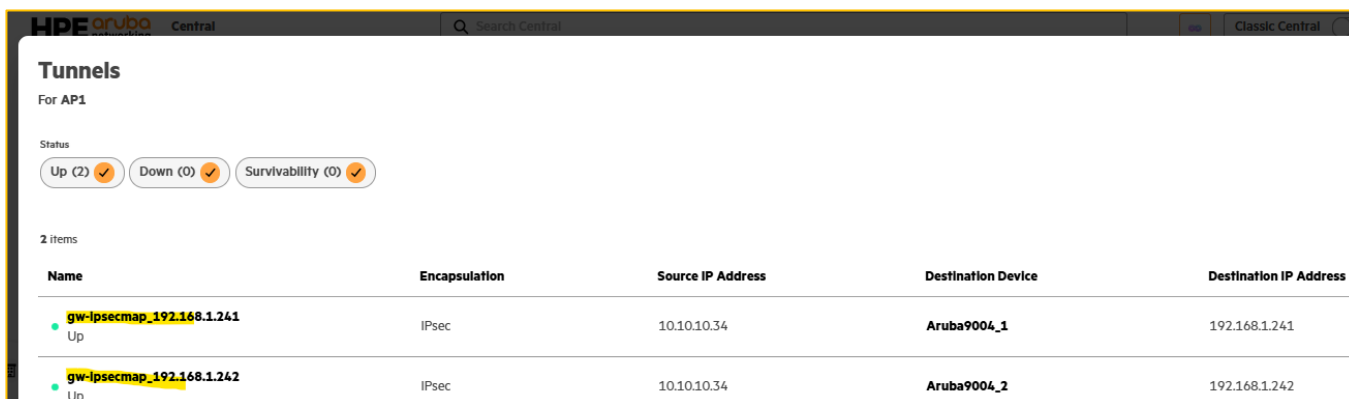 HPE aruba networking Central Search Central Classic Central
Tunnels
For AP1
Status
Up (2) Down (0) Survivability (0)
2 items
Name Encapsulation Source IP Address Destination Device Destination IP Address
gw-ipsecmap_192.168.1.241 IPsec 10.10.10.34 Aruba9004_1 192.168.1.241
Up
gw-ipsecmap_192.168.1.242 IPsec 10.10.10.34 Aruba9004_2 192.168.1.242
Up